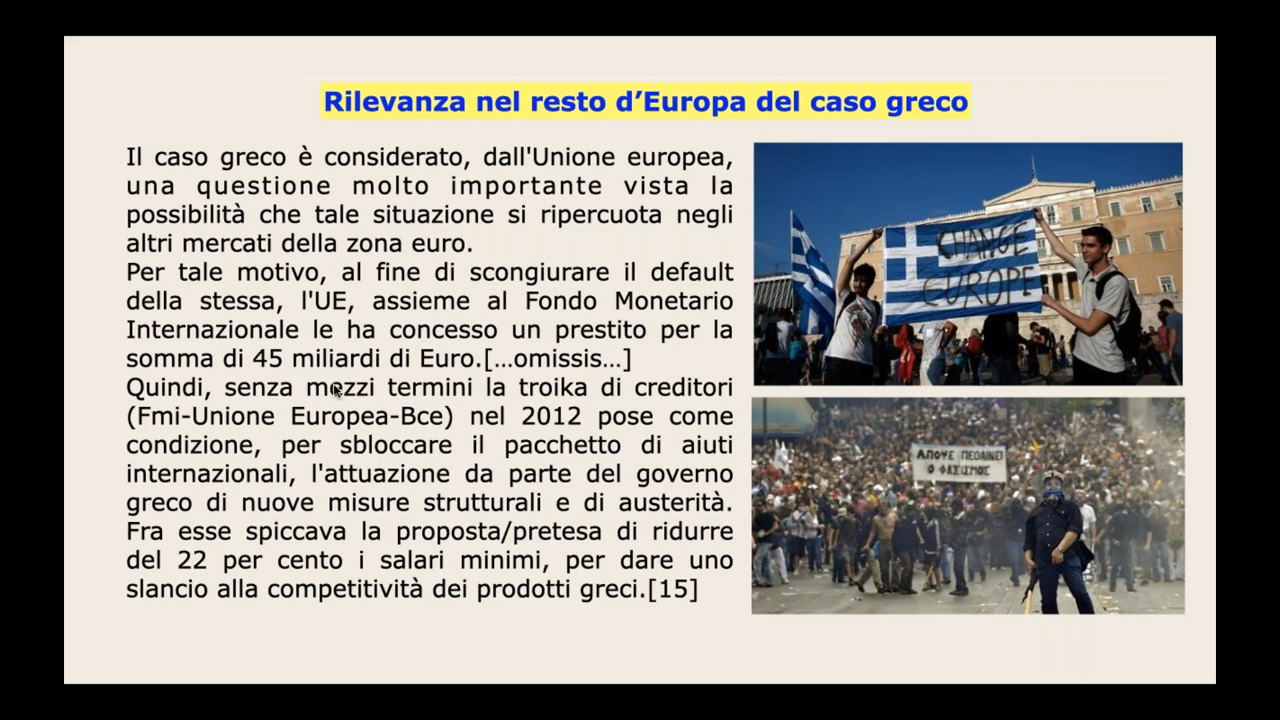 Rilevanza nel resto d’Europa del caso greco
Il caso greco è considerato, dall'Unione europea,
una questione molto importante vista la
possibilità che tale situazione si ripercuota negli
altri mercati della zona euro.
Per tale motivo, al fine di scongiurare il default
della stessa, l'UE, assieme al Fondo Monetario
Internazionale le ha concesso un prestito per la
somma di 45 miliardi di Euro.[…omissis…]
Quindi, senza mezzi termini la troika di creditori
(Fmi-Unione Europea-Bce) nel 2012 pose come
condizione, per sbloccare il pacchetto di aiuti
internazionali, l'attuazione da parte del governo
greco di nuove misure strutturali e di austerità.
Fra esse spiccava la proposta/pretesa di ridurre
del 22 per cento i salari minimi, per dare uno
slancio alla competitività dei prodotti greci.[15]
CHANGE
EUROPE
ΑΠΟΨΕ ΠΕΘΑΙΝΕΙ
Ο ΦΑΣΙΣΜΟΣ